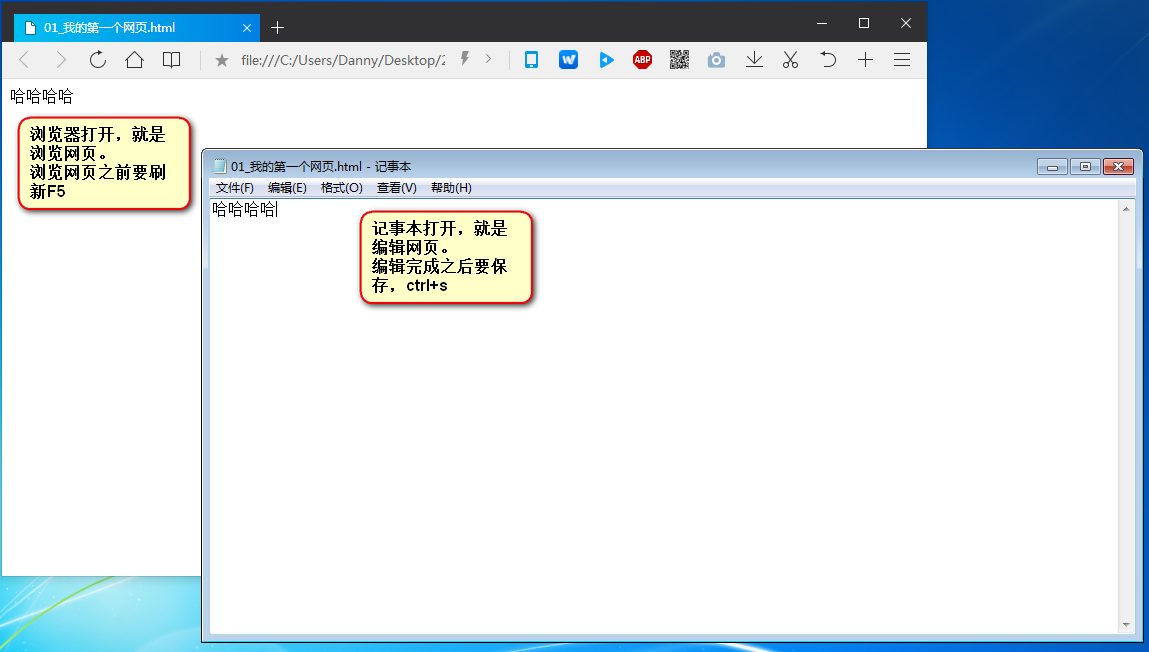 01_我的第一个网页.html
file:///C:/Users/Danny/Desktop/2
W
ABP
哈哈哈哈
浏览器打开，就是
浏览网页。
浏览网页之前要刷
新F5
01_我的第一个网页.html - 记事本
文件(F) 编辑(E) 格式(O) 查看(V) 帮助(H)
哈哈哈哈
记事本打开，就是
编辑网页。
编辑完成之后要保
存，ctrl+s